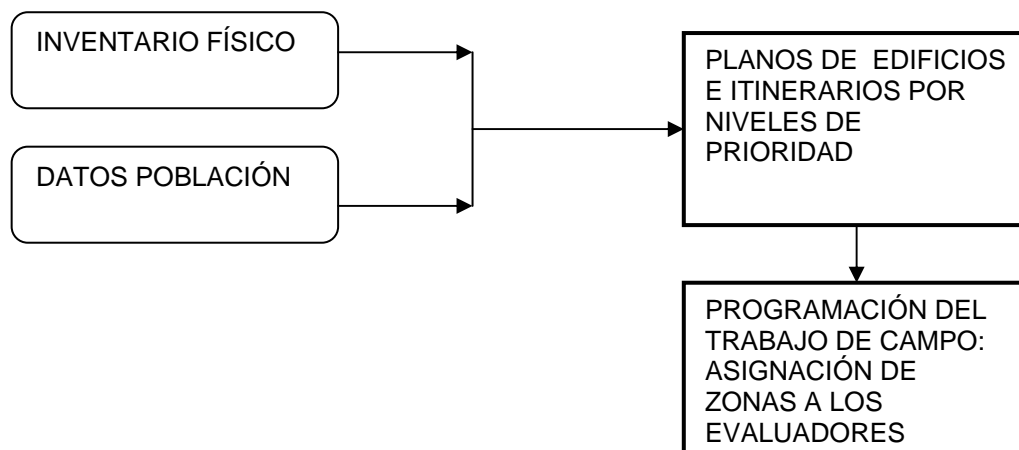 INVENTARIO FÍSICO
DATOS POBLACIÓN
PLANOS DE  EDIFICIOS
E ITINERARIOS POR
NIVELES DE
PRIORIDAD
PROGRAMACIÓN DEL
TRABAJO DE CAMPO:
ASIGNACIÓN DE
ZONAS A LOS
EVALUADORES